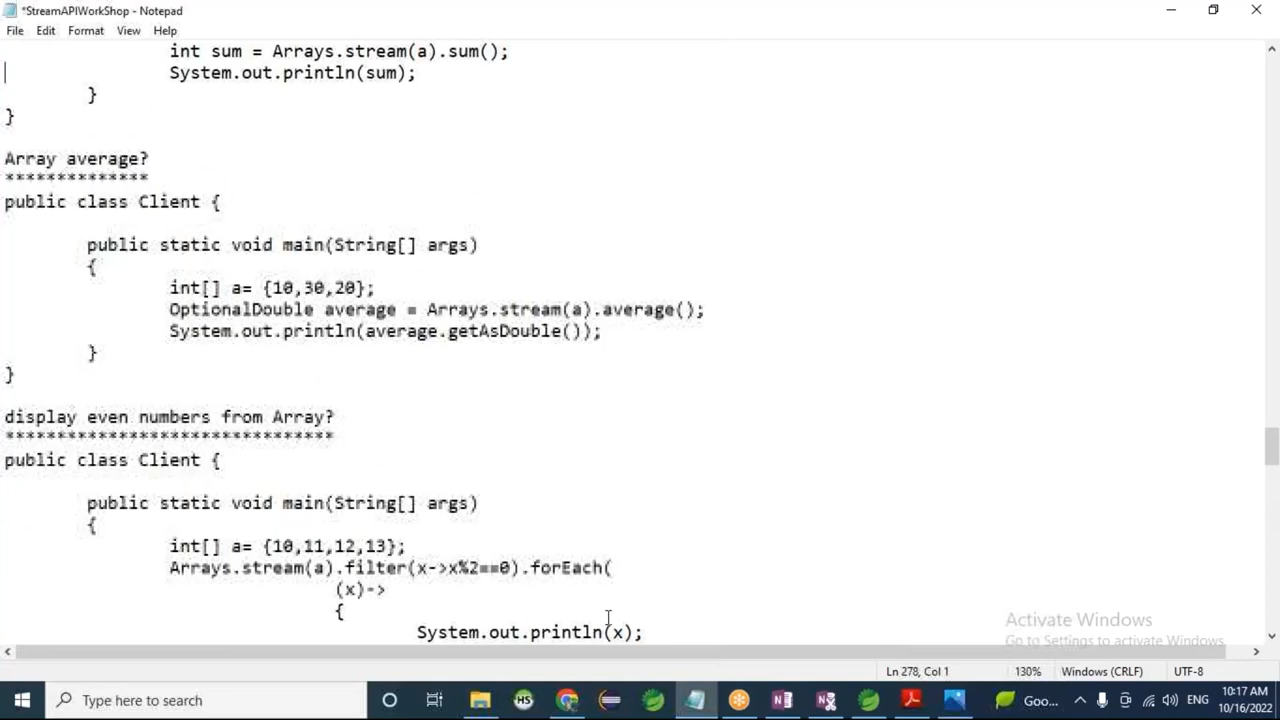 *StreamAPIWorkShop - Notepad
File Edit Format View Help
int sum = Arrays.stream(a).sum();
System.out.println(sum);
}
}
Array average?
**************
public class Client {
public static void main(String[] args)
{
int[] a= {10,30,20};
OptionalDouble average = Arrays.stream(a).average();
System.out.println(average.getAsDouble());
}
}
display even numbers from Array?
********************************
public class Client {
public static void main(String[] args)
{
int[] a= {10,11,12,13};
Arrays.stream(a).filter(x->x%2==0).forEach(
(x)->
{
System.out.println(x);
Activate Windows
Go to Settings to activate Windows.
Ln 278, Col 1 130% Windows (CRLF) UTF-8
Type here to search HS Goo... ENG 10:17 AM
10/16/2022